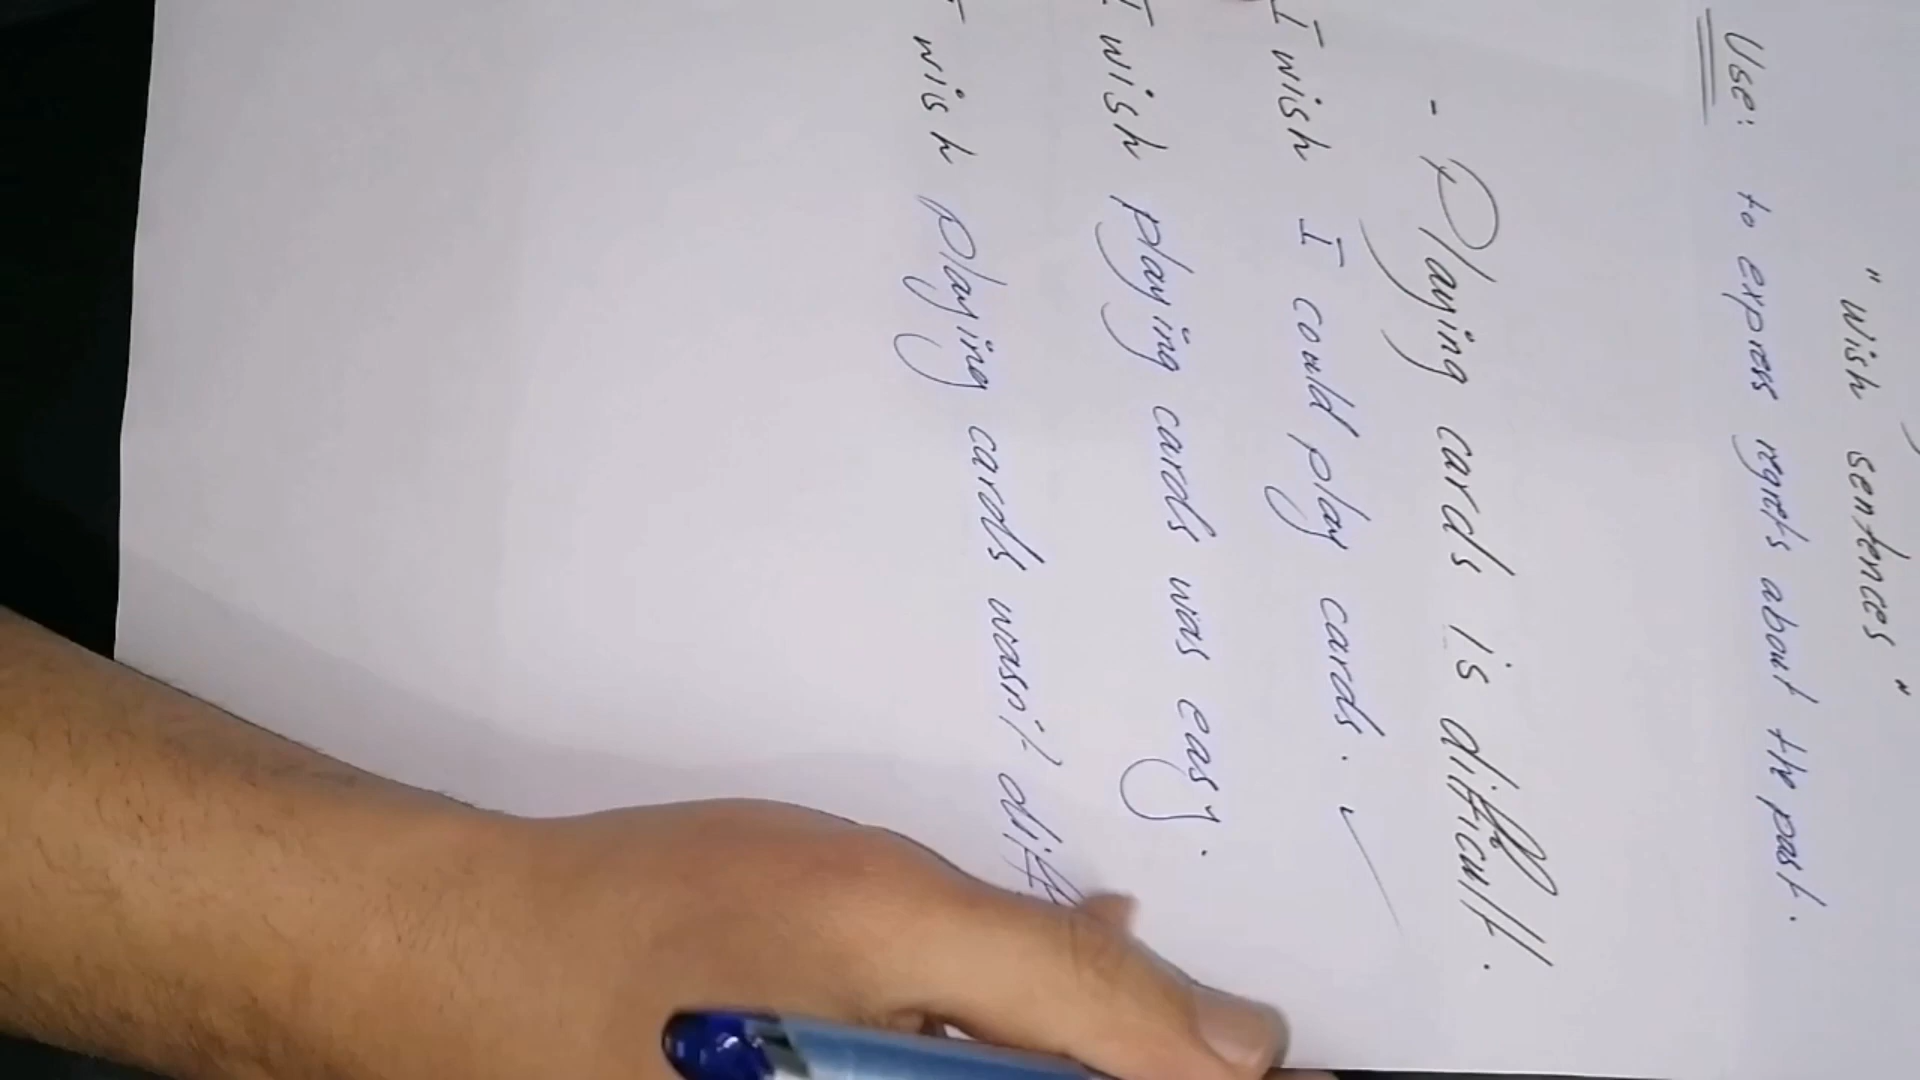 "Wish sentences"
Use: to express regrets about the past.
- Playing cards is difficult.
I wish I could play cards. ✓
I wish playing cards was easy.
I wish playing cards wasn't diff